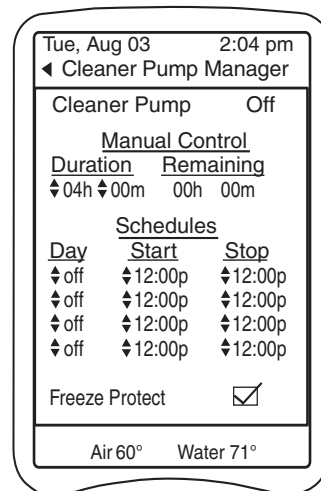 Tue, Aug 03 2:04 pm
Cleaner Pump Manager
Cleaner Pump Off
Manual Control
Duration Remaining
04h 00m 00h 00m
Schedules
Day Start Stop
off 12:00p 12:00p
off 12:00p 12:00p
off 12:00p 12:00p
off 12:00p 12:00p
Freeze Protect
Air 60° Water 71°